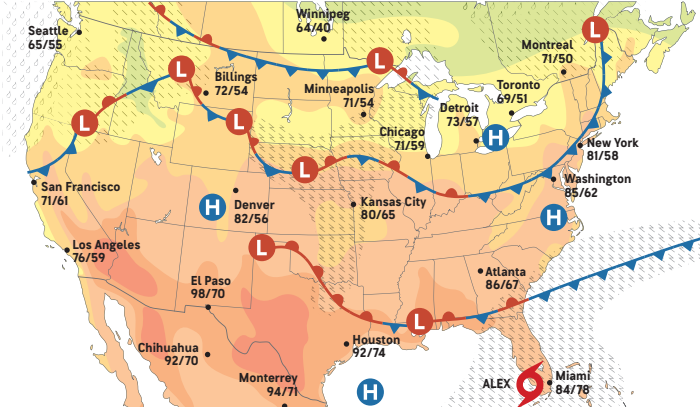 Winnipeg
64/40
Seattle
65/55
L
L
Montreal
71/50
L
L
Billings
72/54
Minneapolis
71/54
Toronto
69/51
Detroit
73/57
L
L
Chicago
71/59
H
New York
81/58
L
San Francisco
71/61
Washington
85/62
H
Denver
82/56
Kansas City
80/65
H
Los Angeles
76/59
L
Atlanta
86/67
El Paso
98/70
L
Houston
92/74
Chihuahua
92/70
Monterrey
94/71
H
ALEX
Miami
84/78